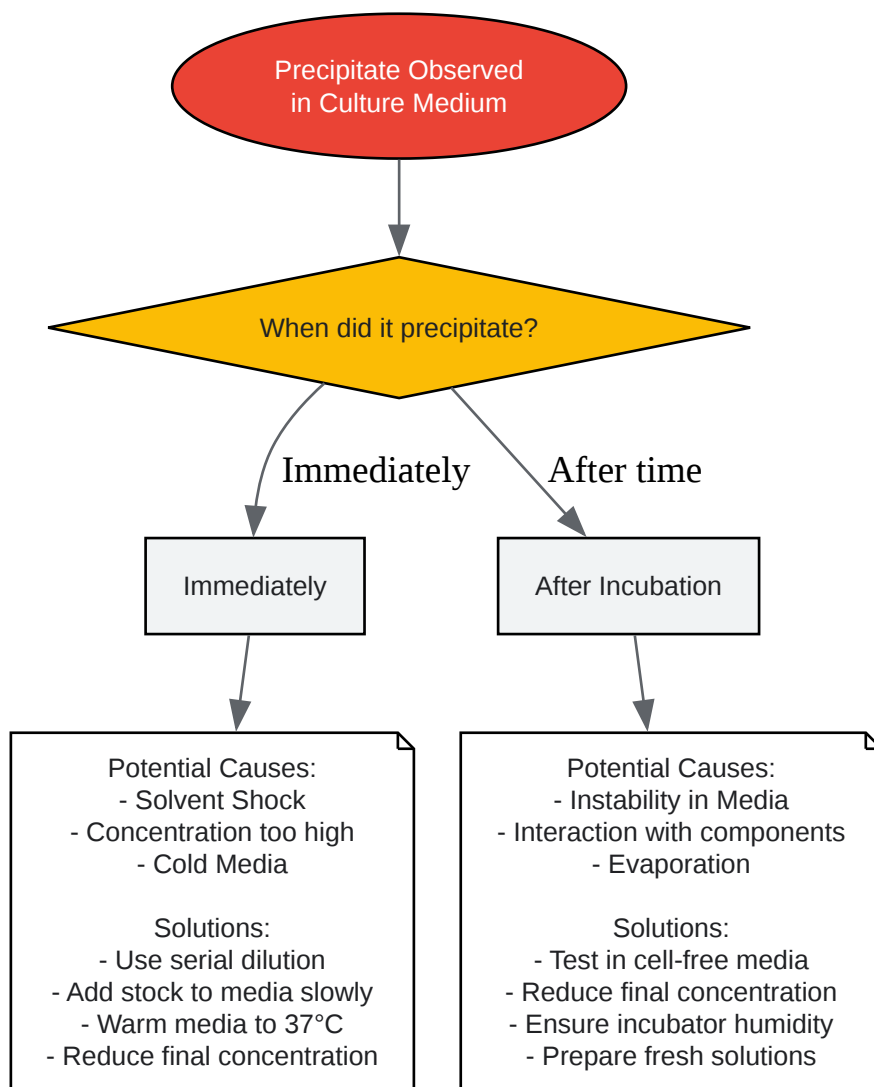 Precipitate Observed
in Culture Medium
When did it precipitate?
Immediately
After time
Immediately
After Incubation
Potential Causes:
- Solvent Shock
- Concentration too high
- Cold Media
Solutions:
- Use serial dilution
- Add stock to media slowly
- Warm media to 37°C
- Reduce final concentration
Potential Causes:
- Instability in Media
- Interaction with components
- Evaporation
Solutions:
- Test in cell-free media
- Reduce final concentration
- Ensure incubator humidity
- Prepare fresh solutions